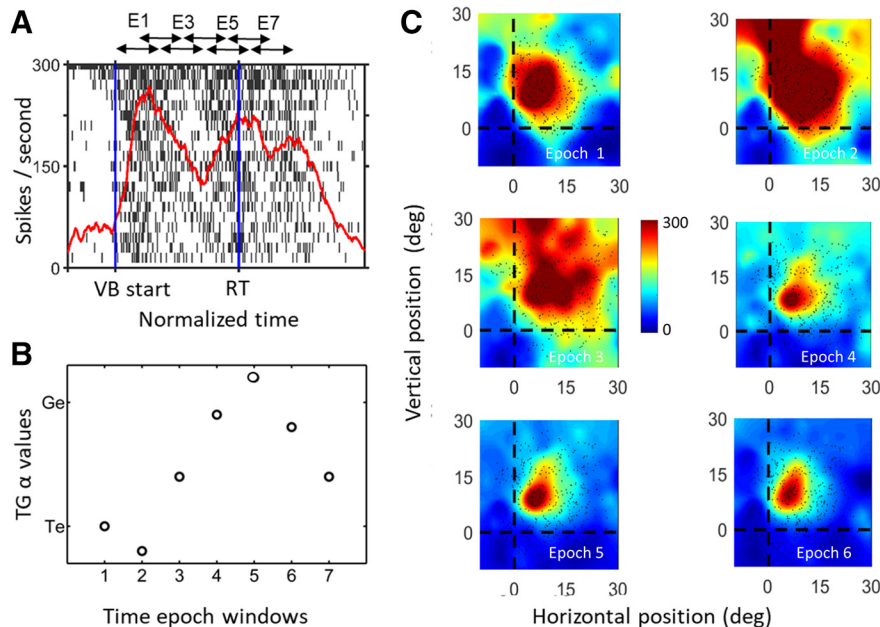 A
E1 E3 E5 E7
300
150
0
Spikes / second
VB start RT
Normalized time
B
Ge
Te
TG α values
1 2 3 4 5 6 7
Time epoch windows
C
30
15
0
Epoch 1
0 15 30
30
15
0
Epoch 2
0 15 30
30
15
0
Epoch 3
0 15 30
300
0
30
15
0
Epoch 4
0 15 30
30
15
0
Epoch 5
0 15 30
30
15
0
Epoch 6
0 15 30
Vertical position (deg)
Horizontal position (deg)